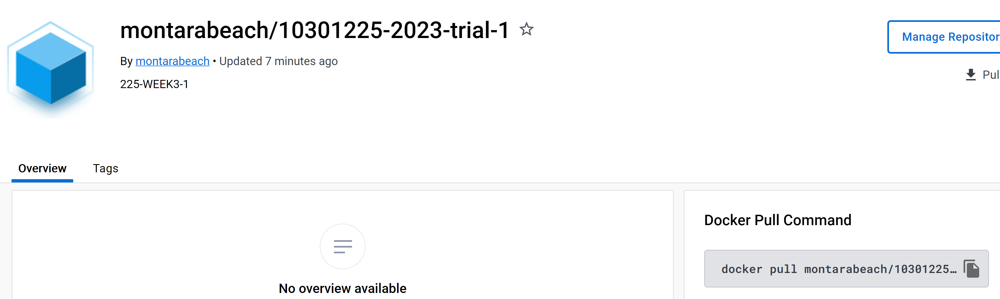 montarabeach/10301225-2023-trial-1
Manage Repositor
By montarabeach • Updated 7 minutes ago
Pul
225-WEEK3-1
Overview
Tags
Docker Pull Command
docker pull montarabeach/10301225…
No overview available